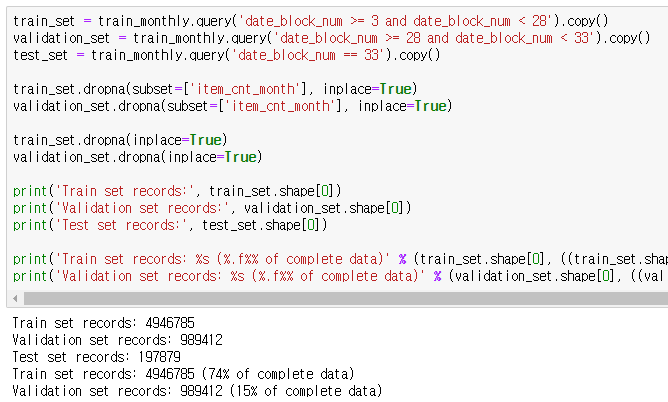 train_set = train_monthly.query('date_block_num >= 3 and date_block_num < 28').copy()
validation_set = train_monthly.query('date_block_num >= 28 and date_block_num < 33').copy()
test_set = train_monthly.query('date_block_num == 33').copy()
train_set.dropna(subset=['item_cnt_month'], inplace=True)
validation_set.dropna(subset=['item_cnt_month'], inplace=True)
train_set.dropna(inplace=True)
validation_set.dropna(inplace=True)
print('Train set records:', train_set.shape[0])
print('Validation set records:', validation_set.shape[0])
print('Test set records:', test_set.shape[0])
print('Train set records: %s (%.f%% of complete data)' % (train_set.shape[0], ((train_set.shap
print('Validation set records: %s (%.f%% of complete data)' % (validation_set.shape[0], ((val
Train set records: 4946785
Validation set records: 989412
Test set records: 197879
Train set records: 4946785 (74% of complete data)
Validation set records: 989412 (15% of complete data)